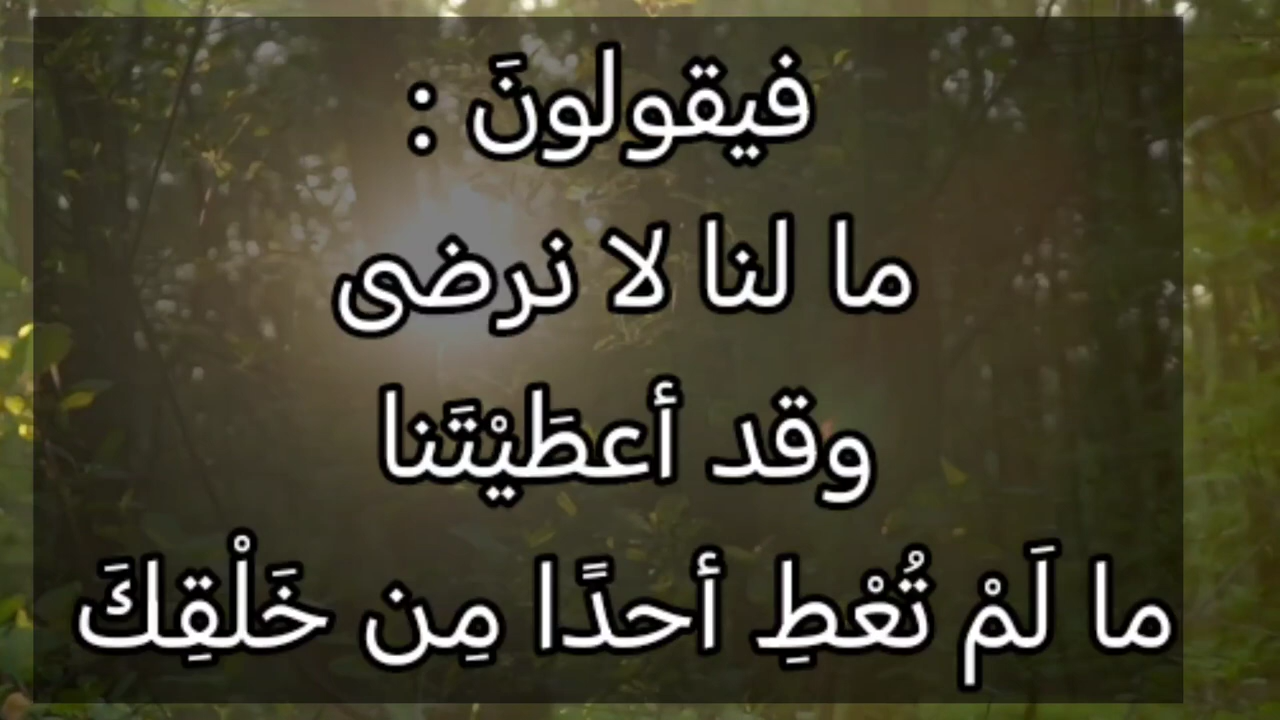 فيقولونَ :
ما لنا لا نرضى
وقد أعطَيْتَنا
ما لَمْ تُعْطِ أحدًا مِن خَلْقِكَ